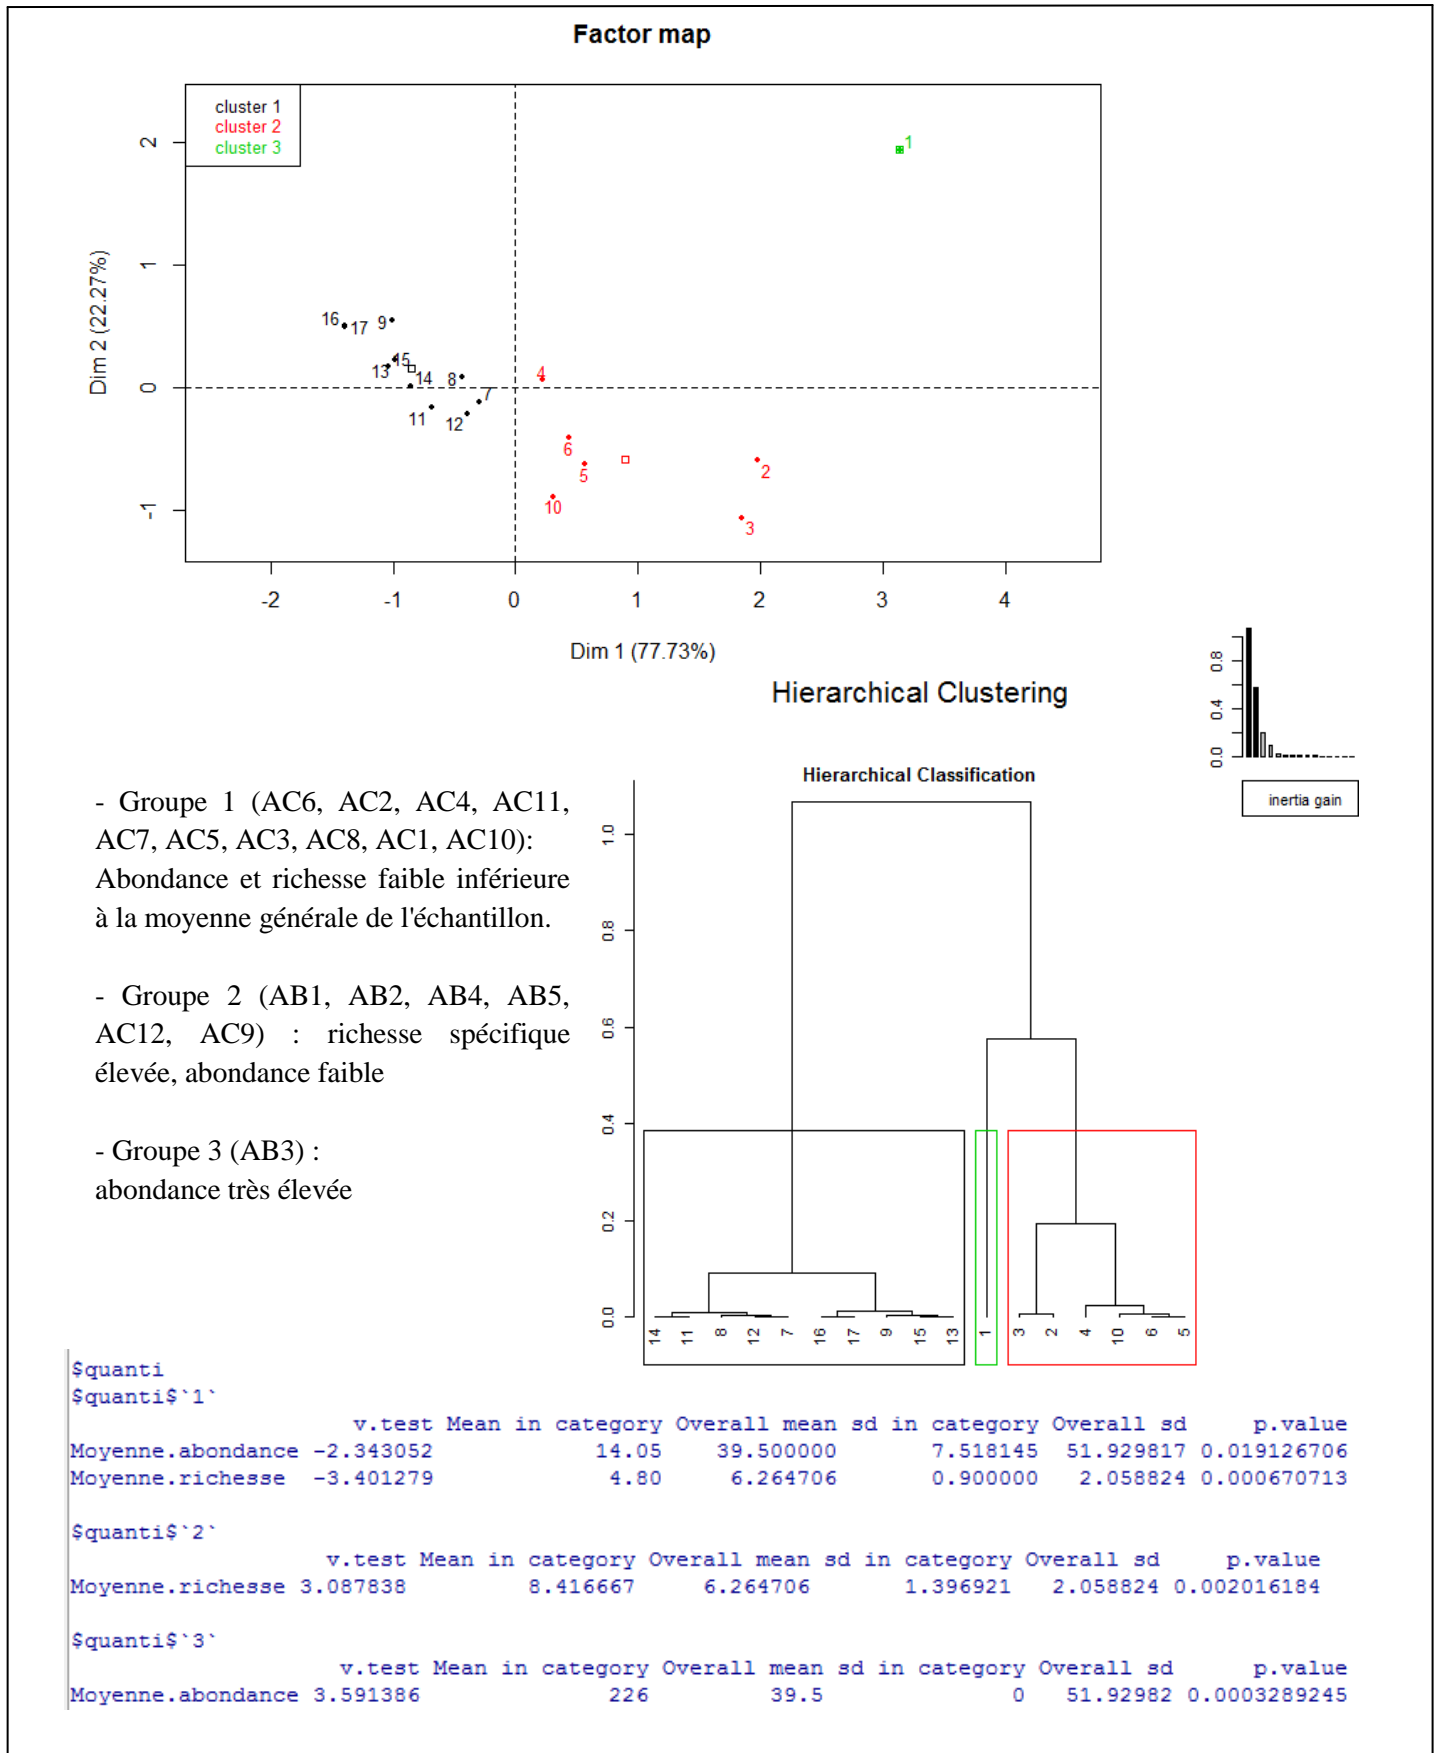 Factor map
cluster 1
cluster 2
cluster 3
Dim 2 (22.27%)
2
1
0
-1
1
16
17
9
15
13
14
8
7
11
12
4
6
5
10
2
3
-2
-1
0
1
2
3
4
Dim 1 (77.73%)
Hierarchical Clustering
0.8
0.4
0.0
inertia gain
Hierarchical Classification
1.0
0.8
0.6
0.4
0.2
0.0
14 11 8 12 7 16 17 9 15 13 1 3 2 4 10 6 5
- Groupe 1 (AC6, AC2, AC4, AC11,
AC7, AC5, AC3, AC8, AC1, AC10):
Abondance et richesse faible inférieure
à la moyenne générale de l'échantillon.
- Groupe 2 (AB1, AB2, AB4, AB5,
AC12, AC9) : richesse spécifique
élevée, abondance faible
- Groupe 3 (AB3) :
abondance très élevée
$quanti
$quanti$`1`
v.test Mean in category Overall mean sd in category Overall sd p.value
Moyenne.abondance -2.343052 14.05 39.500000 7.518145 51.929817 0.019126706
Moyenne.richesse -3.401279 4.80 6.264706 0.900000 2.058824 0.000670713
$quanti$`2`
v.test Mean in category Overall mean sd in category Overall sd p.value
Moyenne.richesse 3.087838 8.416667 6.264706 1.396921 2.058824 0.002016184
$quanti$`3`
v.test Mean in category Overall mean sd in category Overall sd p.value
Moyenne.abondance 3.591386 226 39.5 0 51.92982 0.0003289245